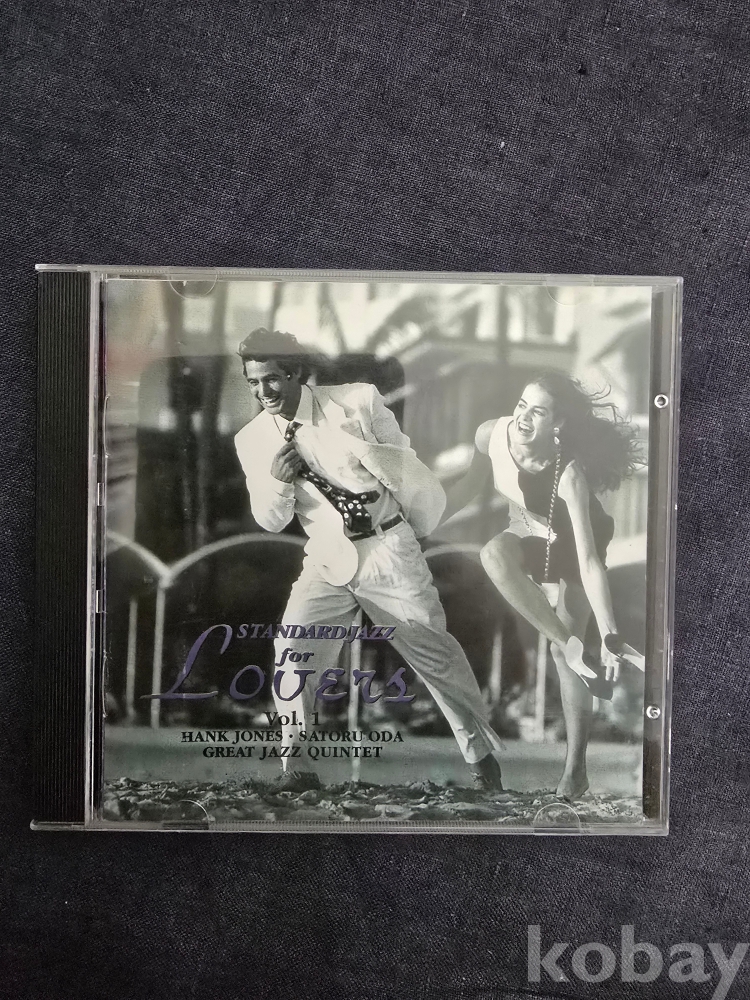 STANDARD JAZZ
for
Lovers
Vol. 1
HANK JONES · SATORU ODA
GREAT JAZZ QUINTET
kobay